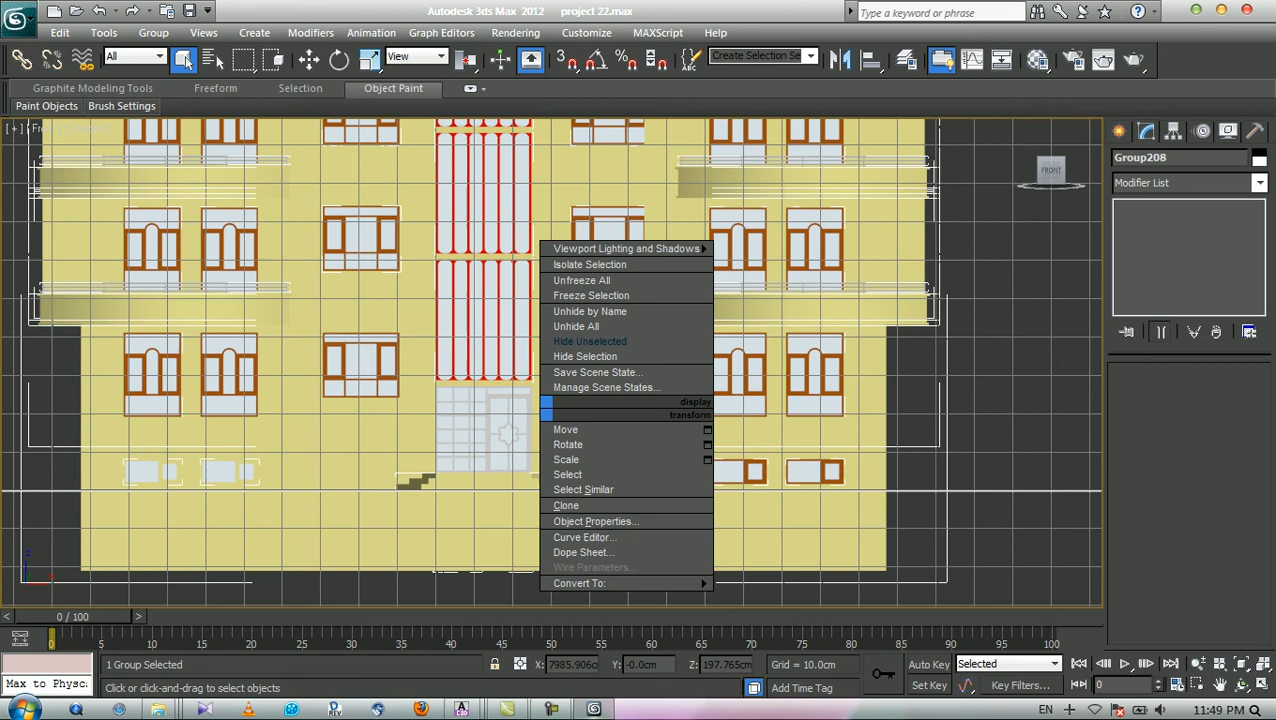 Autodesk 3ds Max 2012 project 22.max
Type a keyword or phrase
Edit Tools Group Views Create Modifiers Animation Graph Editors Rendering Customize MAXScript Help
All View 3 Create Selection Se
Graphite Modeling Tools Freeform Selection Object Paint
Paint Objects Brush Settings
[ + ]
FRONT
Group208
Modifier List
Viewport Lighting and Shadows
Isolate Selection
Unfreeze All
Freeze Selection
Unhide by Name
Unhide All
Hide Unselected
Hide Selection
Save Scene State...
Manage Scene States...
display
transform
Move
Rotate
Scale
Select
Select Similar
Clone
Object Properties...
Curve Editor...
Dope Sheet...
Wire Parameters...
Convert To:
z
x
< 0 / 100 >
0 5 10 15 20 25 30 35 40 45 50 55 60 65 70 75 80 85 90 95 100
1 Group Selected X: 7985.906c Y: -0.0cm Z: 197.765cm Grid = 10.0cm Auto Key Selected
Max to Physc Click or click-and-drag to select objects Add Time Tag Set Key Key Filters... 0
EN 11:49 PM